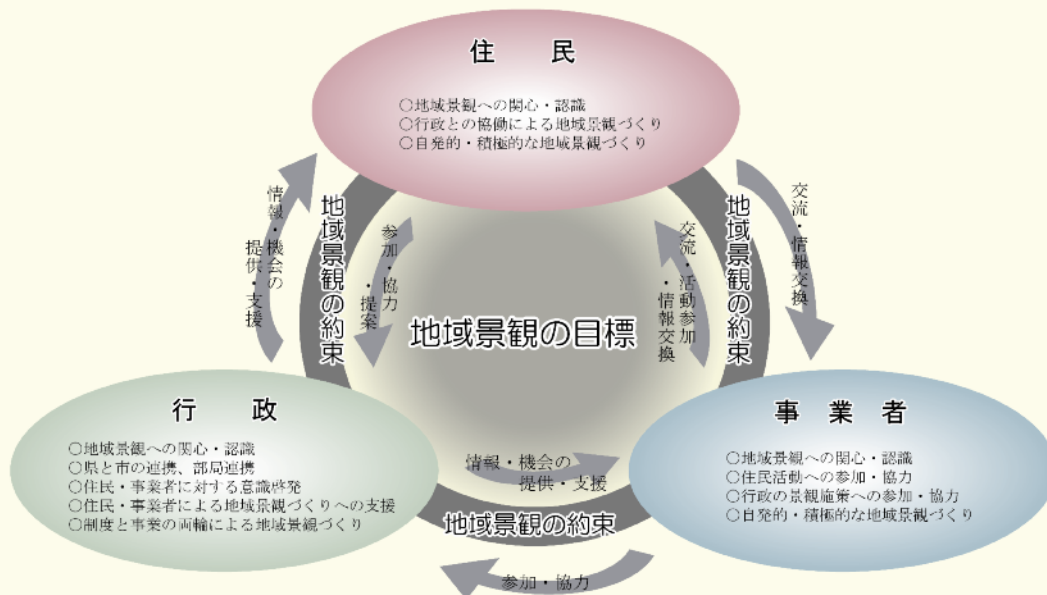 住　民
○地域景観への関心・認識
○行政との協働による地域景観づくり
○自発的・積極的な地域景観づくり
情報・機会の
提供・支援
地域景観の約束
参加・協力
・提案
交流・活動参加
・情報交換
地域景観の約束
交流・情報交換
地域景観の目標
行　政
○地域景観への関心・認識
○県と市の連携、部局連携
○住民・事業者に対する意識啓発
○住民・事業者による地域景観づくりへの支援
○制度と事業の両輪による地域景観づくり
事　業　者
○地域景観への関心・認識
○住民活動への参加・協力
○行政の景観施策への参加・協力
○自発的・積極的な地域景観づくり
情報・機会の
提供・支援
地域景観の約束
参加・協力